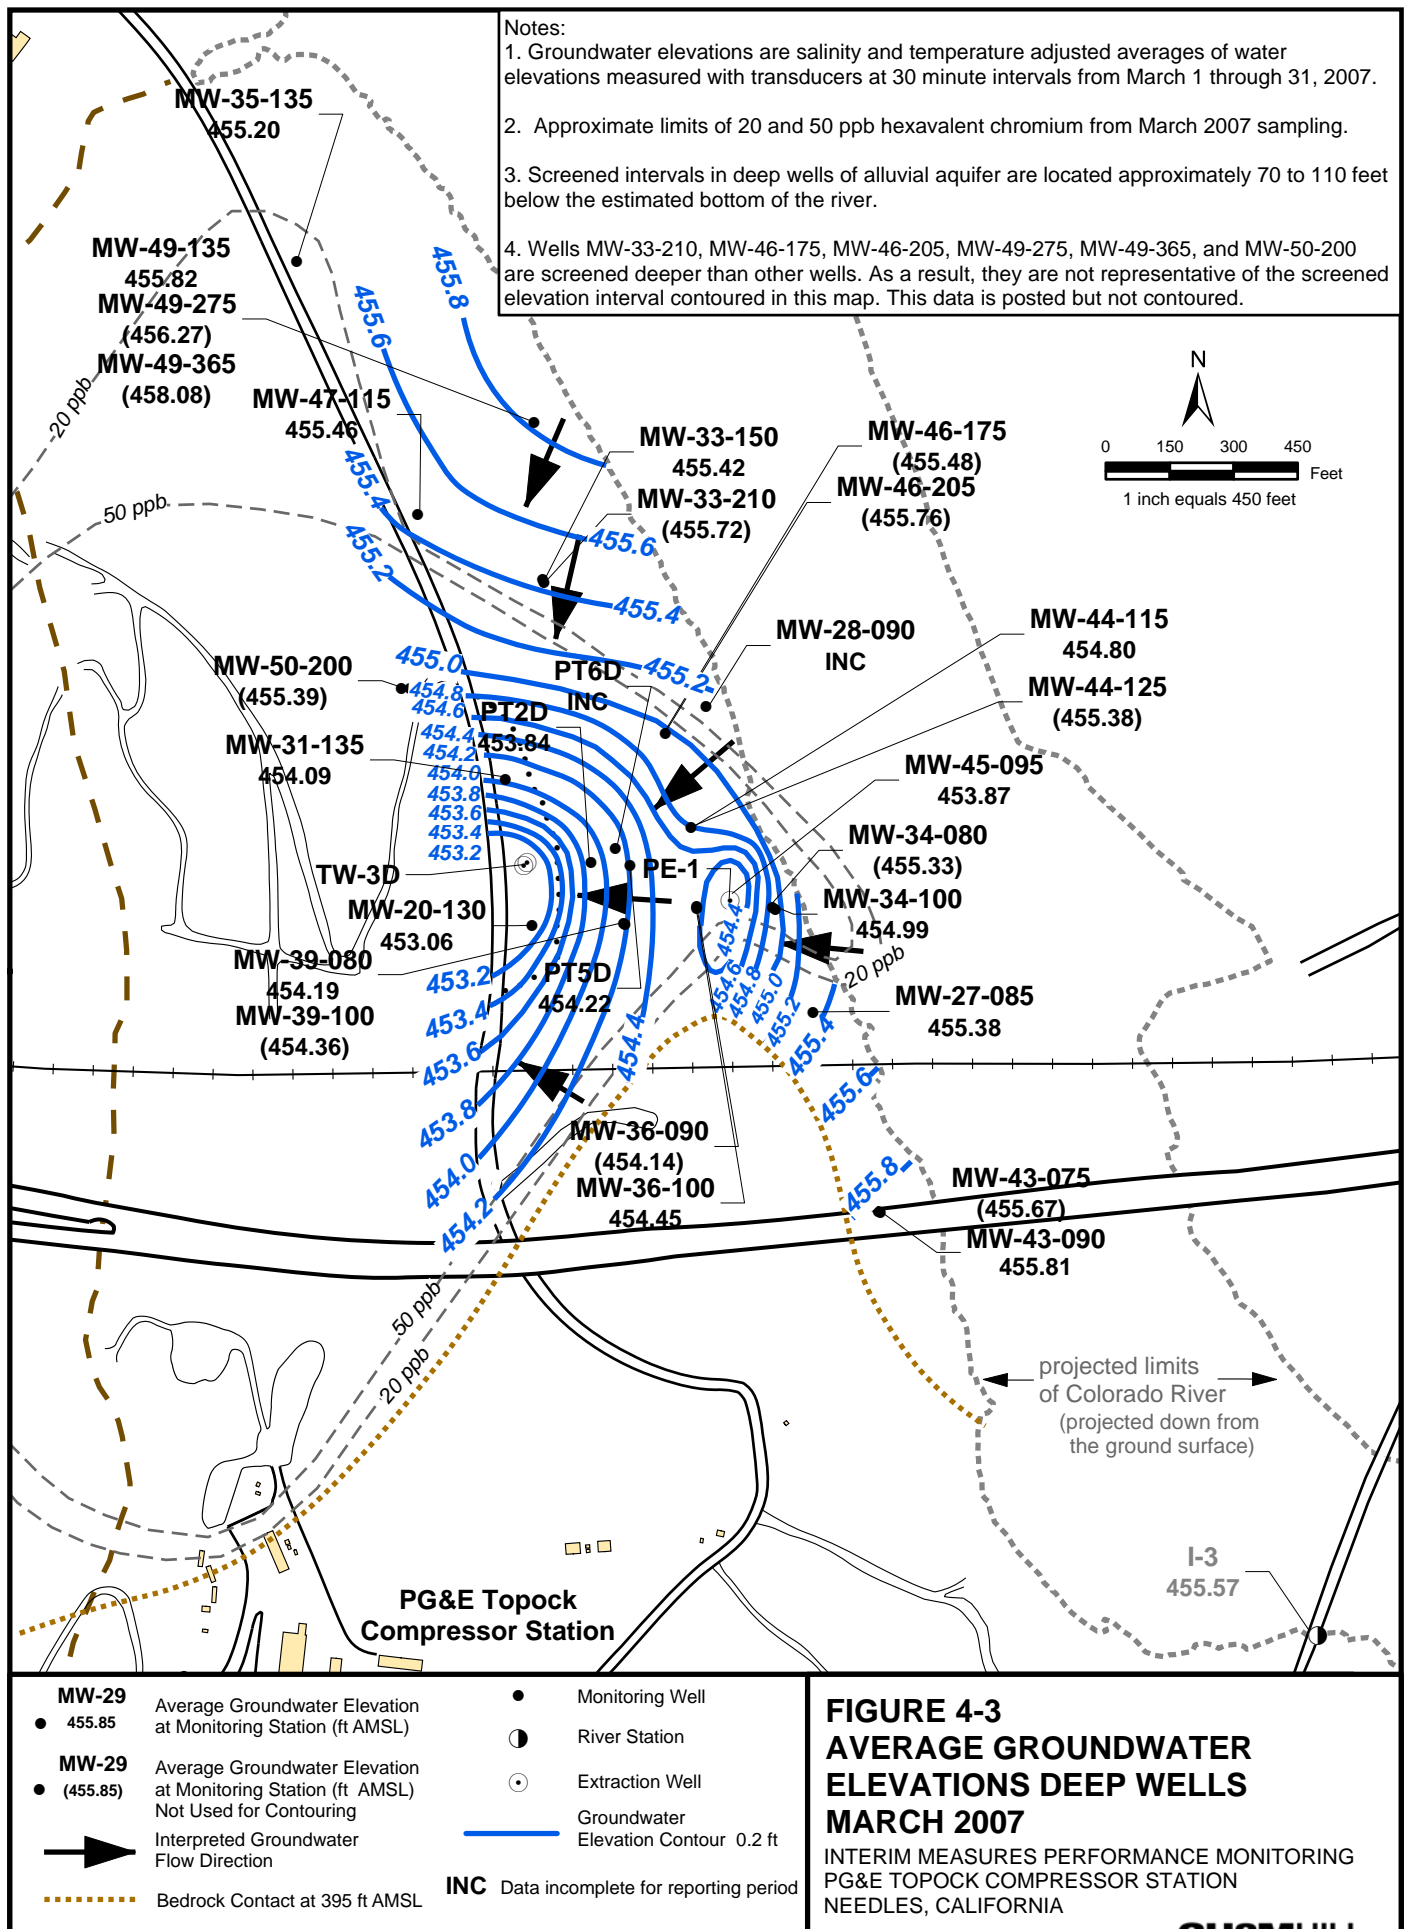 Notes:
1. Groundwater elevations are salinity and temperature adjusted averages of water
elevations measured with transducers at 30 minute intervals from March 1 through 31, 2007.
2.  Approximate limits of 20 and 50 ppb hexavalent chromium from March 2007 sampling.
3. Screened intervals in deep wells of alluvial aquifer are located approximately 70 to 110 feet
below the estimated bottom of the river.
4. Wells MW-33-210, MW-46-175, MW-46-205, MW-49-275, MW-49-365, and MW-50-200
are screened deeper than other wells. As a result, they are not representative of the screened
elevation interval contoured in this map. This data is posted but not contoured.
MW-35-135
455.20
MW-49-135
455.82
MW-49-275
(456.27)
MW-49-365
(458.08)
455.8
455.6
20 ppb
MW-47-115
455.46
N
0 150 300 450
Feet
1 inch equals 450 feet
MW-33-150
455.42
MW-33-210
(455.72)
MW-46-175
(455.48)
MW-46-205
(455.76)
50 ppb
455.4
455.2
455.6
455.4
455.2
MW-28-090
INC
MW-44-115
454.80
MW-44-125
(455.38)
455.0
PT6D
INC
MW-50-200
(455.39)
454.8
454.6
454.4
454.2
454.0
453.8
453.6
453.4
453.2
PT2D
453.84
MW-31-135
454.09
MW-45-095
453.87
MW-34-080
(455.33)
MW-34-100
454.99
TW-3D
PE-1
MW-20-130
453.06
MW-39-080
454.19
MW-39-100
(454.36)
PT5D
454.22
20 ppb
MW-27-085
455.38
453.2
453.4
453.6
453.8
454.0
454.2
454.4
454.4
454.6
454.8
455.0
455.2
455.4
455.6
455.8
MW-36-090
(454.14)
MW-36-100
454.45
MW-43-075
(455.67)
MW-43-090
455.81
50 ppb
20 ppb
projected limits
of Colorado River
(projected down from
the ground surface)
I-3
455.57
PG&E Topock
Compressor Station
MW-29
455.85
Average Groundwater Elevation
at Monitoring Station (ft AMSL)
MW-29
(455.85)
Average Groundwater Elevation
at Monitoring Station (ft  AMSL)
Not Used for Contouring
Interpreted Groundwater
Flow Direction
Bedrock Contact at 395 ft AMSL
Monitoring Well
River Station
Extraction Well
Groundwater
Elevation Contour  0.2 ft
INC Data incomplete for reporting period
FIGURE 4-3
AVERAGE GROUNDWATER
ELEVATIONS DEEP WELLS
MARCH 2007
INTERIM MEASURES PERFORMANCE MONITORING
PG&E TOPOCK COMPRESSOR STATION
NEEDLES, CALIFORNIA